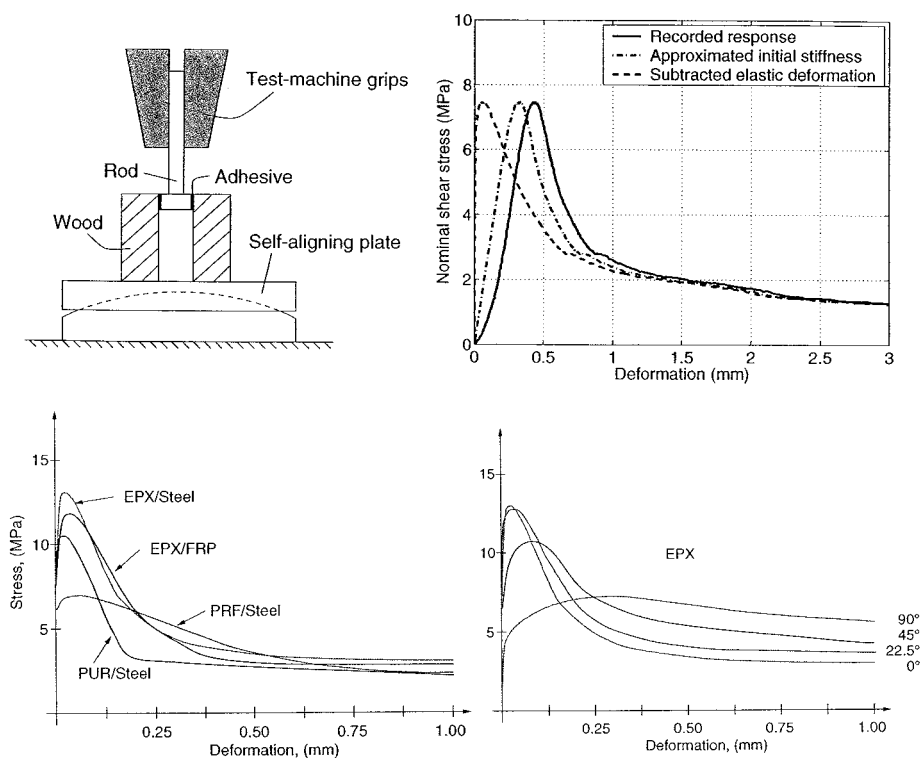 Test-machine grips
Rod
Adhesive
Wood
Self-aligning plate
Recorded response
Approximated initial stiffness
Subtracted elastic deformation
Nominal shear stress (MPa)
10
8
6
4
2
0
0
0.5
1
1.5
2
2.5
3
Deformation (mm)
15
10
5
Stress, (MPa)
EPX/Steel
EPX/FRP
PRF/Steel
PUR/Steel
0.25
0.50
0.75
1.00
Deformation, (mm)
15
10
5
EPX
90°
45°
22.5°
0°
0.25
0.50
0.75
1.00
Deformation, (mm)